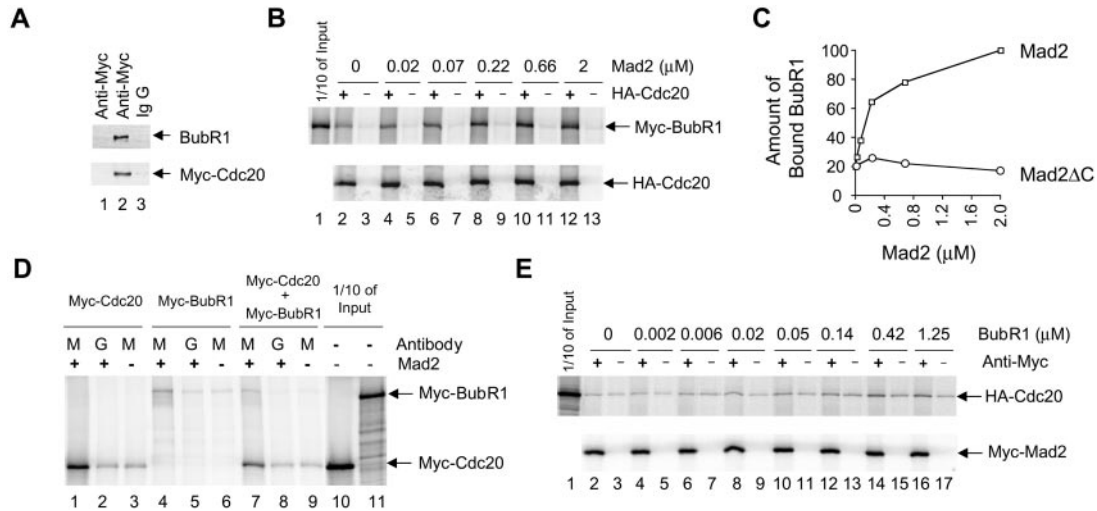 A
Anti-Myc
Anti-Myc
Ig G
BubR1
Myc-Cdc20
1 2 3
B
1/10 of Input
0 0.02 0.07 0.22 0.66 2 Mad2 (μM)
+ – + – + – + – + – + – HA-Cdc20
Myc-BubR1
HA-Cdc20
1 2 3 4 5 6 7 8 9 10 11 12 13
C
Amount of
Bound BubR1
100
80
60
40
20
0
0 0.4 0.8 1.2 1.6 2.0
Mad2 (μM)
Mad2
Mad2ΔC
D
Myc-Cdc20 Myc-BubR1 Myc-Cdc20 + Myc-BubR1 1/10 of Input
M G M M G M M G M - - Antibody
+ + - + + - + + - - - Mad2
Myc-BubR1
Myc-Cdc20
1 2 3 4 5 6 7 8 9 10 11
E
1/10 of Input
0 0.002 0.006 0.02 0.05 0.14 0.42 1.25 BubR1 (μM)
+ – + – + – + – + – + – + – + – Anti-Myc
HA-Cdc20
Myc-Mad2
1 2 3 4 5 6 7 8 9 10 11 12 13 14 15 16 17